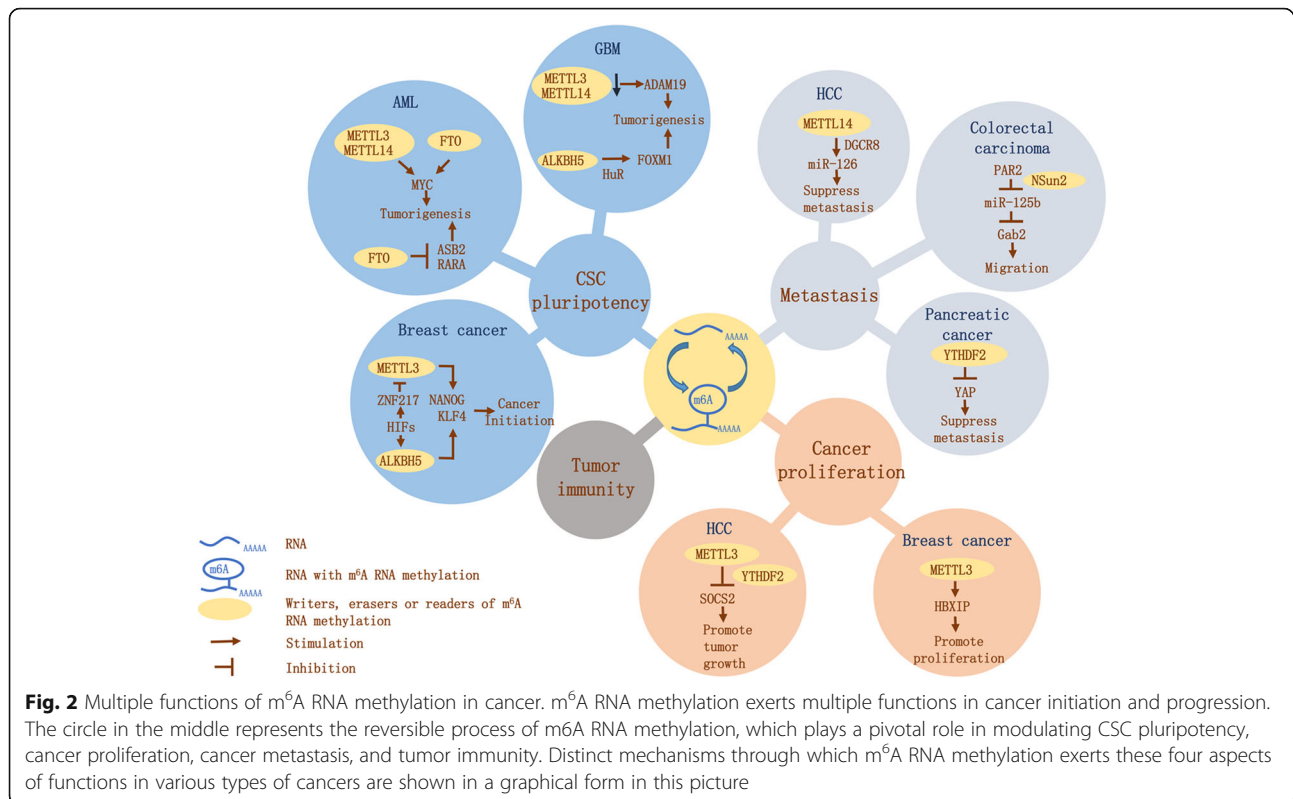 GBM
METTL3
METTL14
ADAM19
Tumorigenesis
ALKBH5
HuR
FOXM1
AML
METTL3
METTL14
FTO
MYC
Tumorigenesis
FTO
ASB2
RARA
Breast cancer
METTL3
ZNF217
HIFs
ALKBH5
NANOG
KLF4
Cancer
Initiation
CSC
pluripotency
HCC
METTL14
DGCR8
miR-126
Suppress
metastasis
Colorectal
carcinoma
PAR2
NSun2
miR-125b
Gab2
Migration
Metastasis
Pancreatic
cancer
YTHDF2
YAP
Suppress
metastasis
AAAAA
m6A
AAAAA
Tumor
immunity
Cancer
proliferation
HCC
METTL3
YTHDF2
SOCS2
Promote
tumor
growth
Breast cancer
METTL3
HBXIP
Promote
proliferation
AAAAA
RNA
m6A
AAAAA
RNA with m⁶A RNA methylation
Writers, erasers or readers of m⁶A
RNA methylation
Stimulation
Inhibition
Fig. 2 Multiple functions of m⁶A RNA methylation in cancer. m⁶A RNA methylation exerts multiple functions in cancer initiation and progression.
The circle in the middle represents the reversible process of m6A RNA methylation, which plays a pivotal role in modulating CSC pluripotency,
cancer proliferation, cancer metastasis, and tumor immunity. Distinct mechanisms through which m⁶A RNA methylation exerts these four aspects
of functions in various types of cancers are shown in a graphical form in this picture